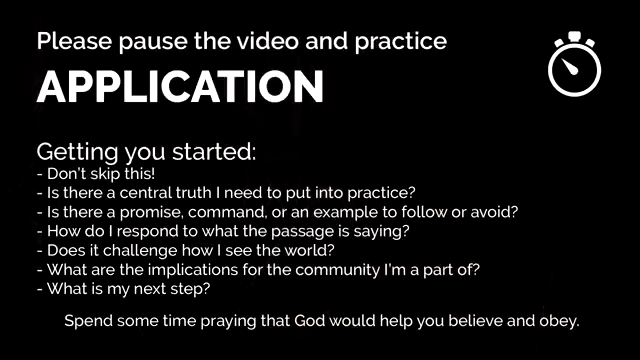 Please pause the video and practice
APPLICATION
Getting you started:
- Don't skip this!
- Is there a central truth I need to put into practice?
- Is there a promise, command, or an example to follow or avoid?
- How do I respond to what the passage is saying?
- Does it challenge how I see the world?
- What are the implications for the community I'm a part of?
- What is my next step?
Spend some time praying that God would help you believe and obey.